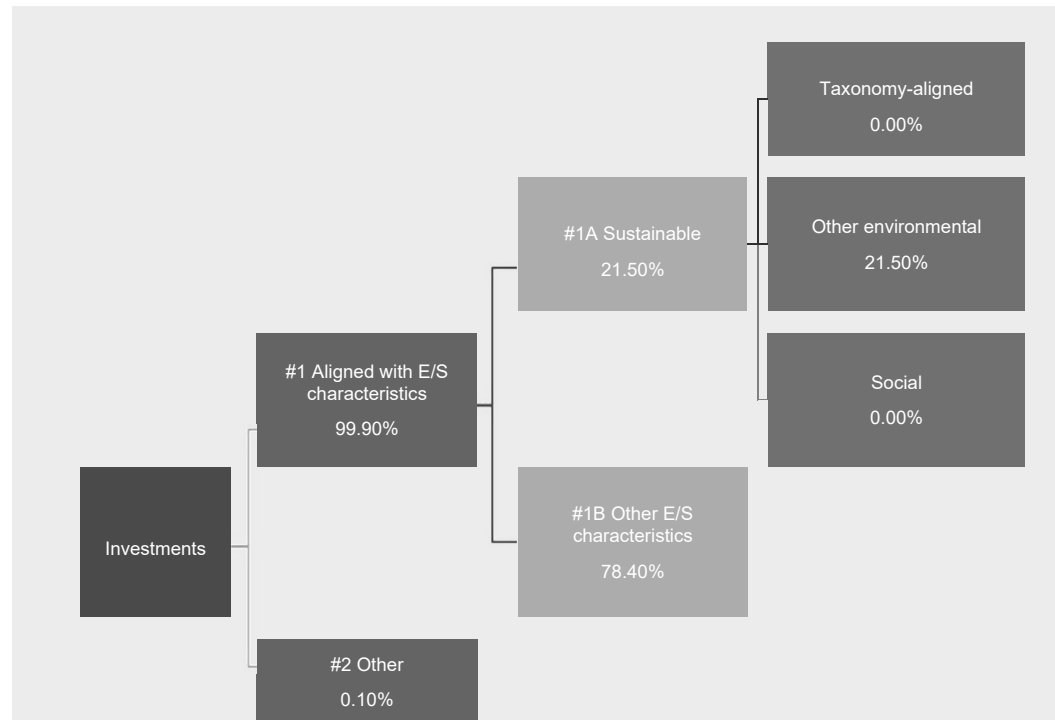 Taxonomy-aligned
0.00%
#1A Sustainable
21.50%
Other environmental
21.50%
#1 Aligned with E/S
characteristics
99.90%
Social
0.00%
Investments
#1B Other E/S
characteristics
78.40%
#2 Other
0.10%